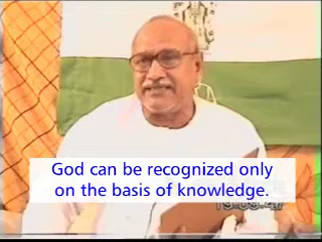 God can be recognized only
on the basis of knowledge.